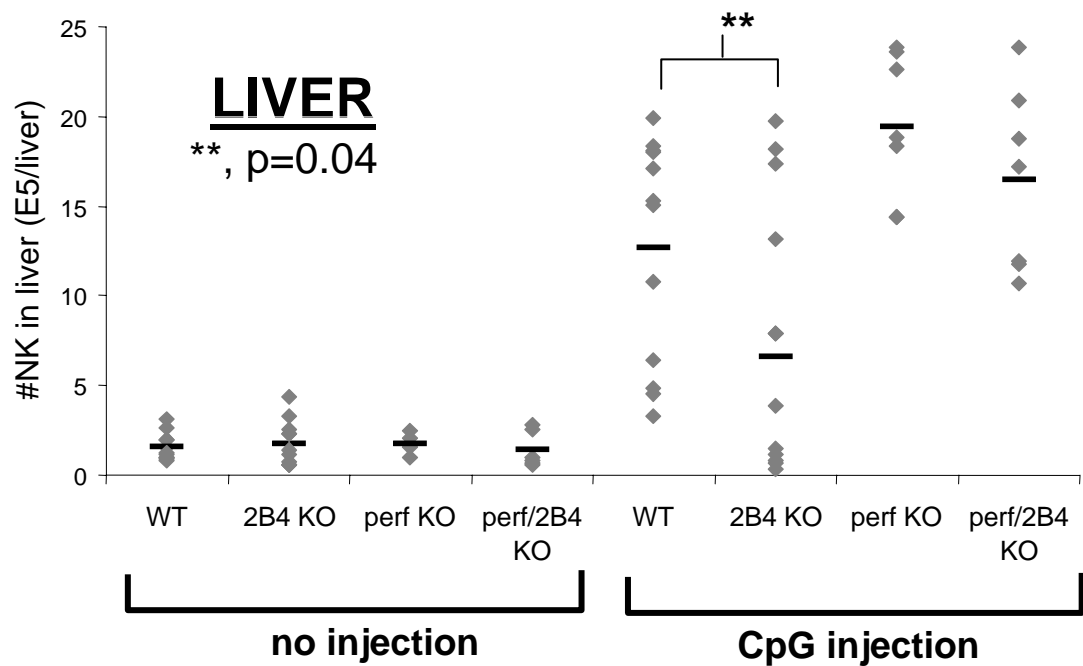 #NK in liver (E5/liver)
25
20
15
10
5
0
LIVER
**, p=0.04
**
WT
2B4 KO
perf KO
perf/2B4
KO
WT
2B4 KO
perf KO
perf/2B4
KO
no injection
CpG injection